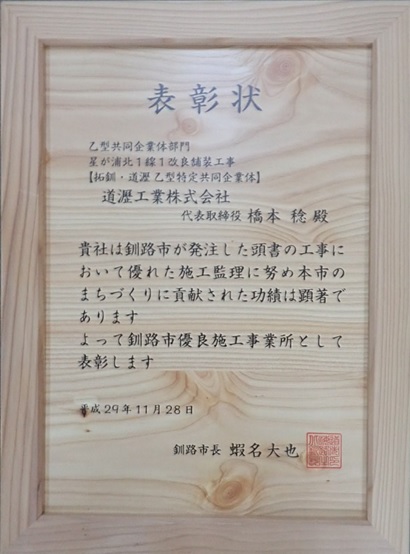 表彰状
乙型共同企業体部門
星が浦北1線1改良舗装工事
【拓釧・道瀝 乙型特定共同企業体】
道瀝工業株式会社
代表取締役 橋本 稔 殿
貴社は釧路市が発注した頭書の工事に
おいて優れた施工監理に努め本市の
まちづくりに貢献された功績は顕著で
あります
よって釧路市優良施工事業所として
表彰します
平成29年11月28日
釧路市長 蝦名大也